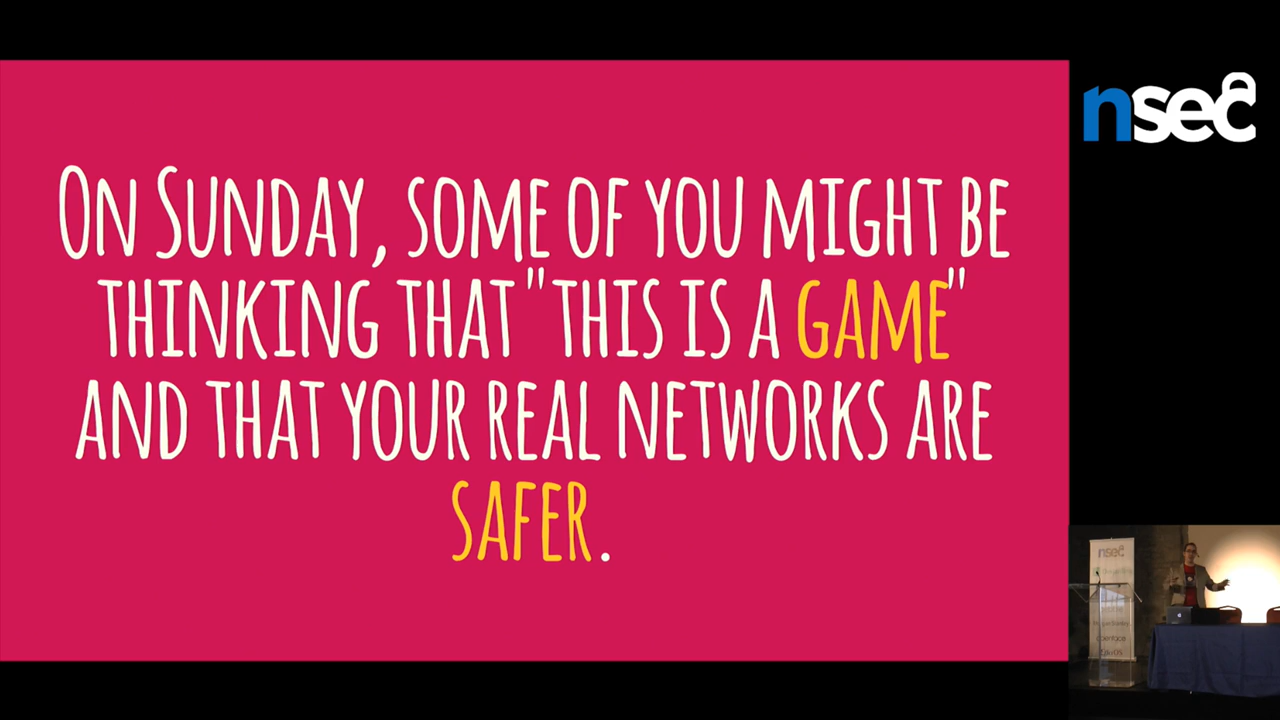 On Sunday, some of you might be
thinking that "this is a game"
and that your real networks are
safer.
nsec
nsec